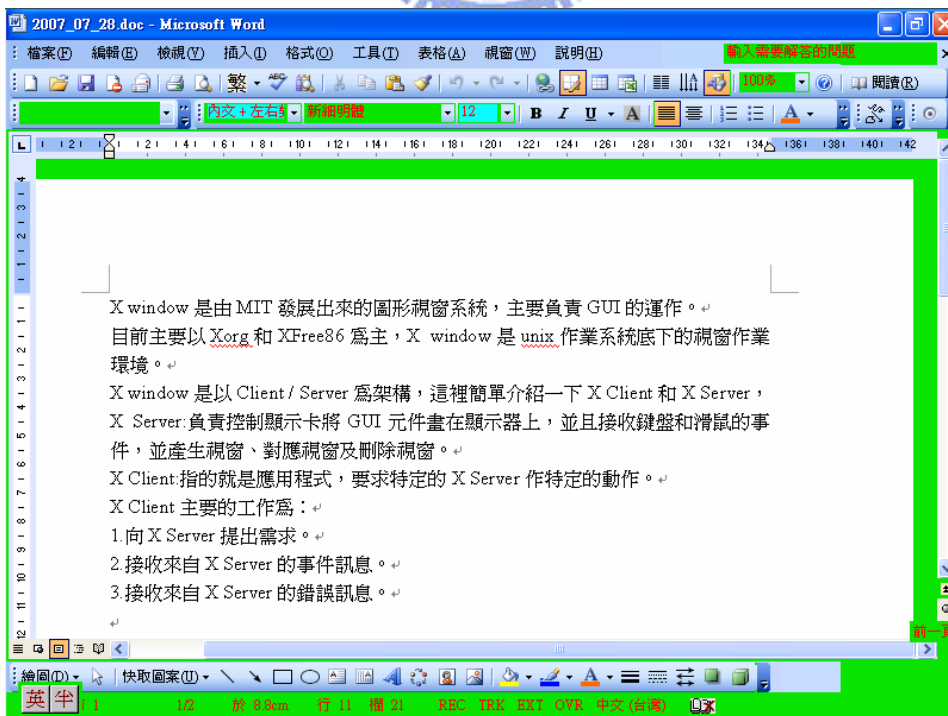 2007_07_28.doc - Microsoft Word
檔案(F) 編輯(E) 檢視(V) 插入(I) 格式(O) 工具(T) 表格(A) 視窗(W) 說明(H) 輸入需要解答的問題
繁 100% 閱讀(R)
內文 + 左右 新細明體 12 B I U A A
X window 是由 MIT 發展出來的圖形視窗系統，主要負責 GUI 的運作。
目前主要以 Xorg 和 XFree86 為主，X window 是 unix 作業系統底下的視窗作業
環境。
X window 是以 Client / Server 為架構，這裡簡單介紹一下 X Client 和 X Server，
X Server:負責控制顯示卡將 GUI 元件畫在顯示器上，並且接收鍵盤和滑鼠的事
件，並產生視窗、對應視窗及刪除視窗。
X Client:指的就是應用程式，要求特定的 X Server 作特定的動作。
X Client 主要的工作為：
1.向 X Server 提出需求。
2.接收來自 X Server 的事件訊息。
3.接收來自 X Server 的錯誤訊息。
前一頁
繪圖(D) 快取圖案(U)
英 半 1 1/2 於 8.8cm 行 11 欄 21 REC TRK EXT OVR 中文 (台灣)